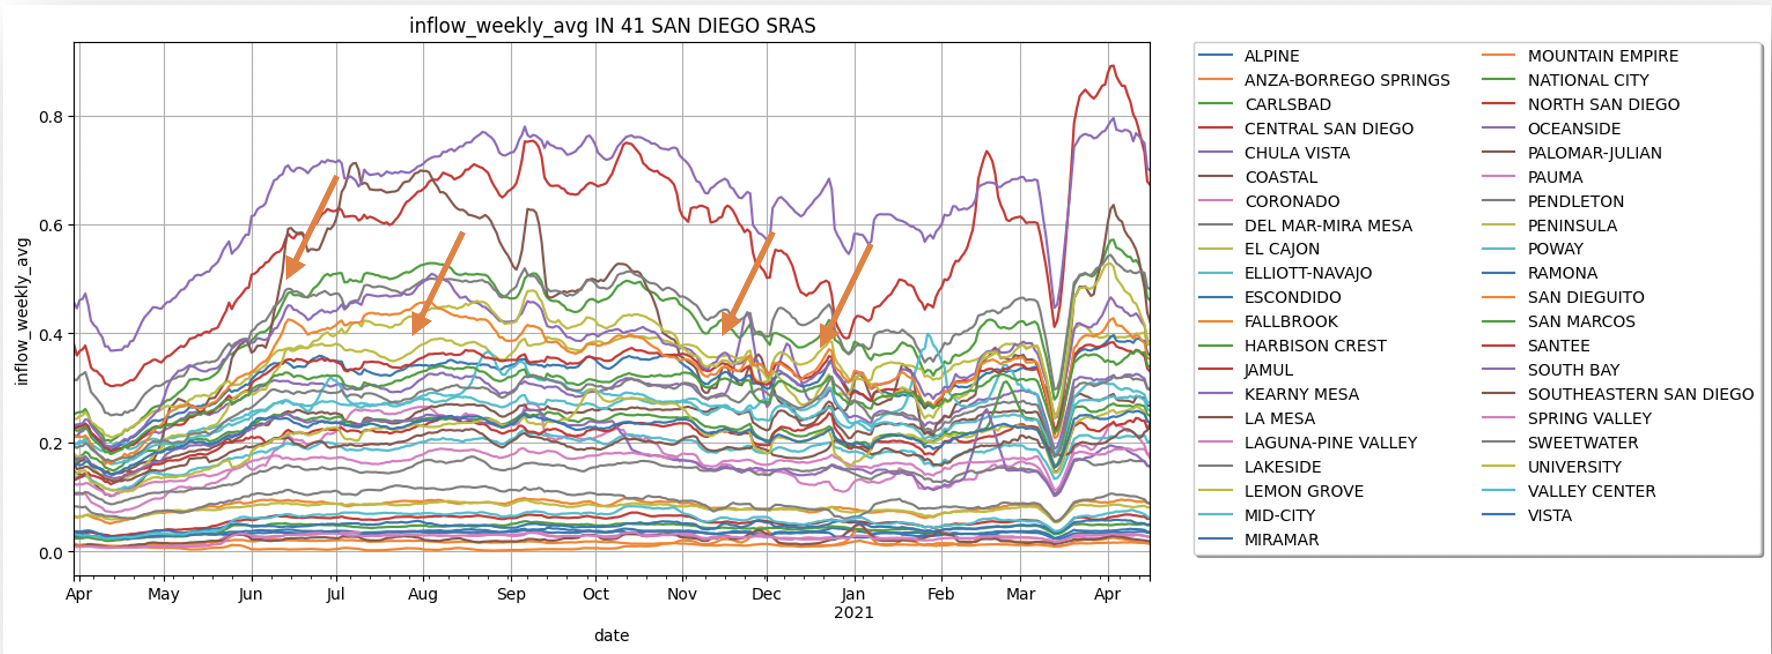 inflow_weekly_avg IN 41 SAN DIEGO SRAS
inflow_weekly_avg
0.8
0.6
0.4
0.2
0.0
Apr May Jun Jul Aug Sep Oct Nov Dec Jan Feb Mar Apr
2021
date
ALPINE
ANZA-BORREGO SPRINGS
CARLSBAD
CENTRAL SAN DIEGO
CHULA VISTA
COASTAL
CORONADO
DEL MAR-MIRA MESA
EL CAJON
ELLIOTT-NAVAJO
ESCONDIDO
FALLBROOK
HARBISON CREST
JAMUL
KEARNY MESA
LA MESA
LAGUNA-PINE VALLEY
LAKESIDE
LEMON GROVE
MID-CITY
MIRAMAR
MOUNTAIN EMPIRE
NATIONAL CITY
NORTH SAN DIEGO
OCEANSIDE
PALOMAR-JULIAN
PAUMA
PENDLETON
PENINSULA
POWAY
RAMONA
SAN DIEGUITO
SAN MARCOS
SANTEE
SOUTH BAY
SOUTHEASTERN SAN DIEGO
SPRING VALLEY
SWEETWATER
UNIVERSITY
VALLEY CENTER
VISTA